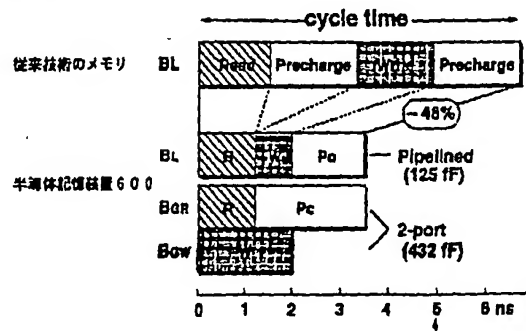 cycle time
従来技術のメモリ BL Read Precharge Precharge
-48%
BL R Pc Pipelined
(125 fF)
半導体記憶装置600
BGR R Pc 2-port
(432 fF)
BGW
0 1 2 3 4 5 6 ns